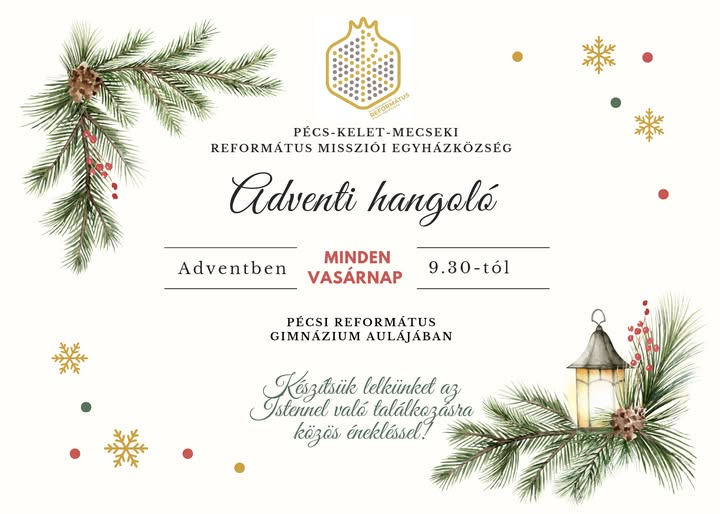 REFORMÁTUS
PÉCS-KELET-MECSEKI
REFORMÁTUS MISSZIÓI EGYHÁZKÖZSÉG
Adventi hangoló
Adventben
MINDEN
VASÁRNAP
9.30-tól
PÉCSI REFORMÁTUS
GIMNÁZIUM AULÁJÁBAN
Készítsük lelkünket az
Istennel való találkozásra
közös énekléssel!